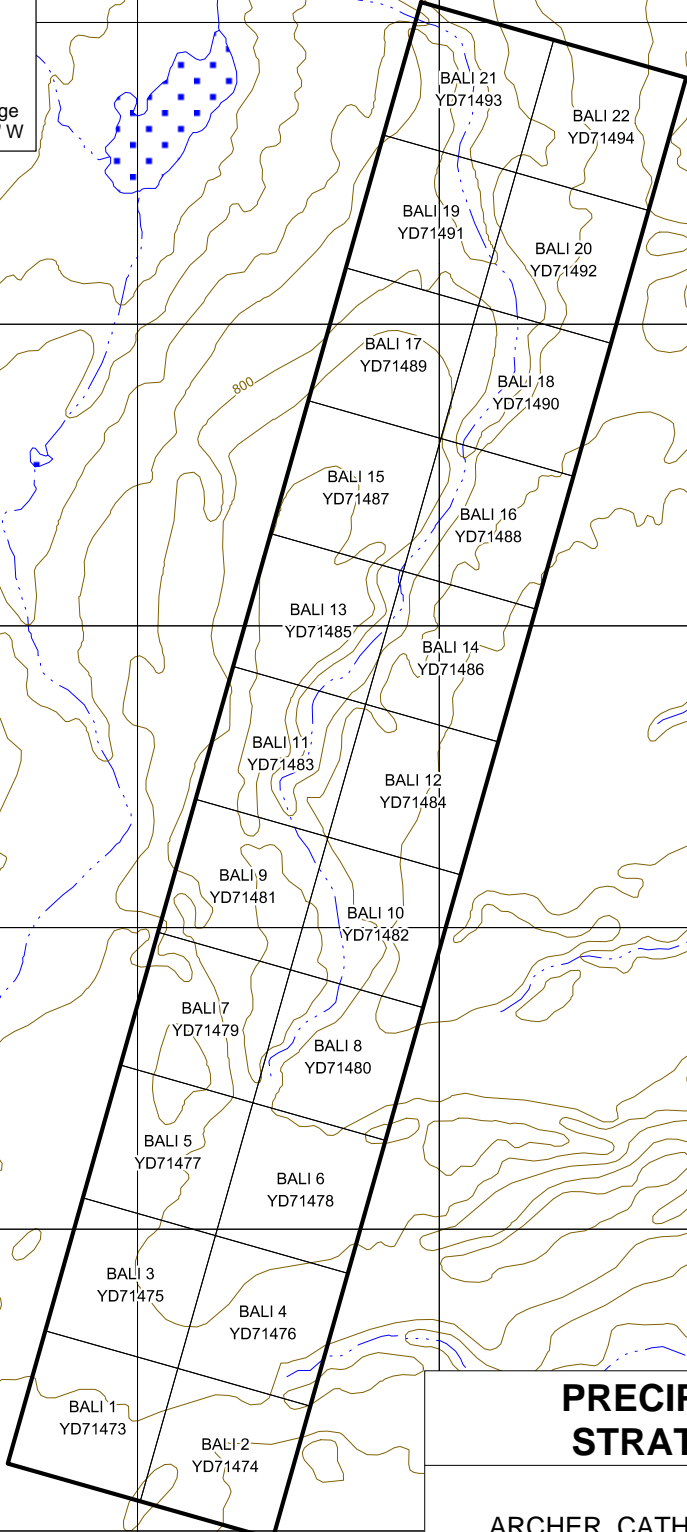 ge
' W
BALI 21
YD71493
BALI 22
YD71494
BALI 19
YD71491
BALI 20
YD71492
BALI 17
YD71489
800
BALI 18
YD71490
BALI 15
YD71487
BALI 16
YD71488
BALI 13
YD71485
BALI 14
YD71486
BALI 11
YD71483
BALI 12
YD71484
BALI 9
YD71481
BALI 10
YD71482
BALI 7
YD71479
BALI 8
YD71480
BALI 5
YD71477
BALI 6
YD71478
BALI 3
YD71475
BALI 4
YD71476
BALI 1
YD71473
BALI 2
YD71474
STRAT
ARCHER, CATH